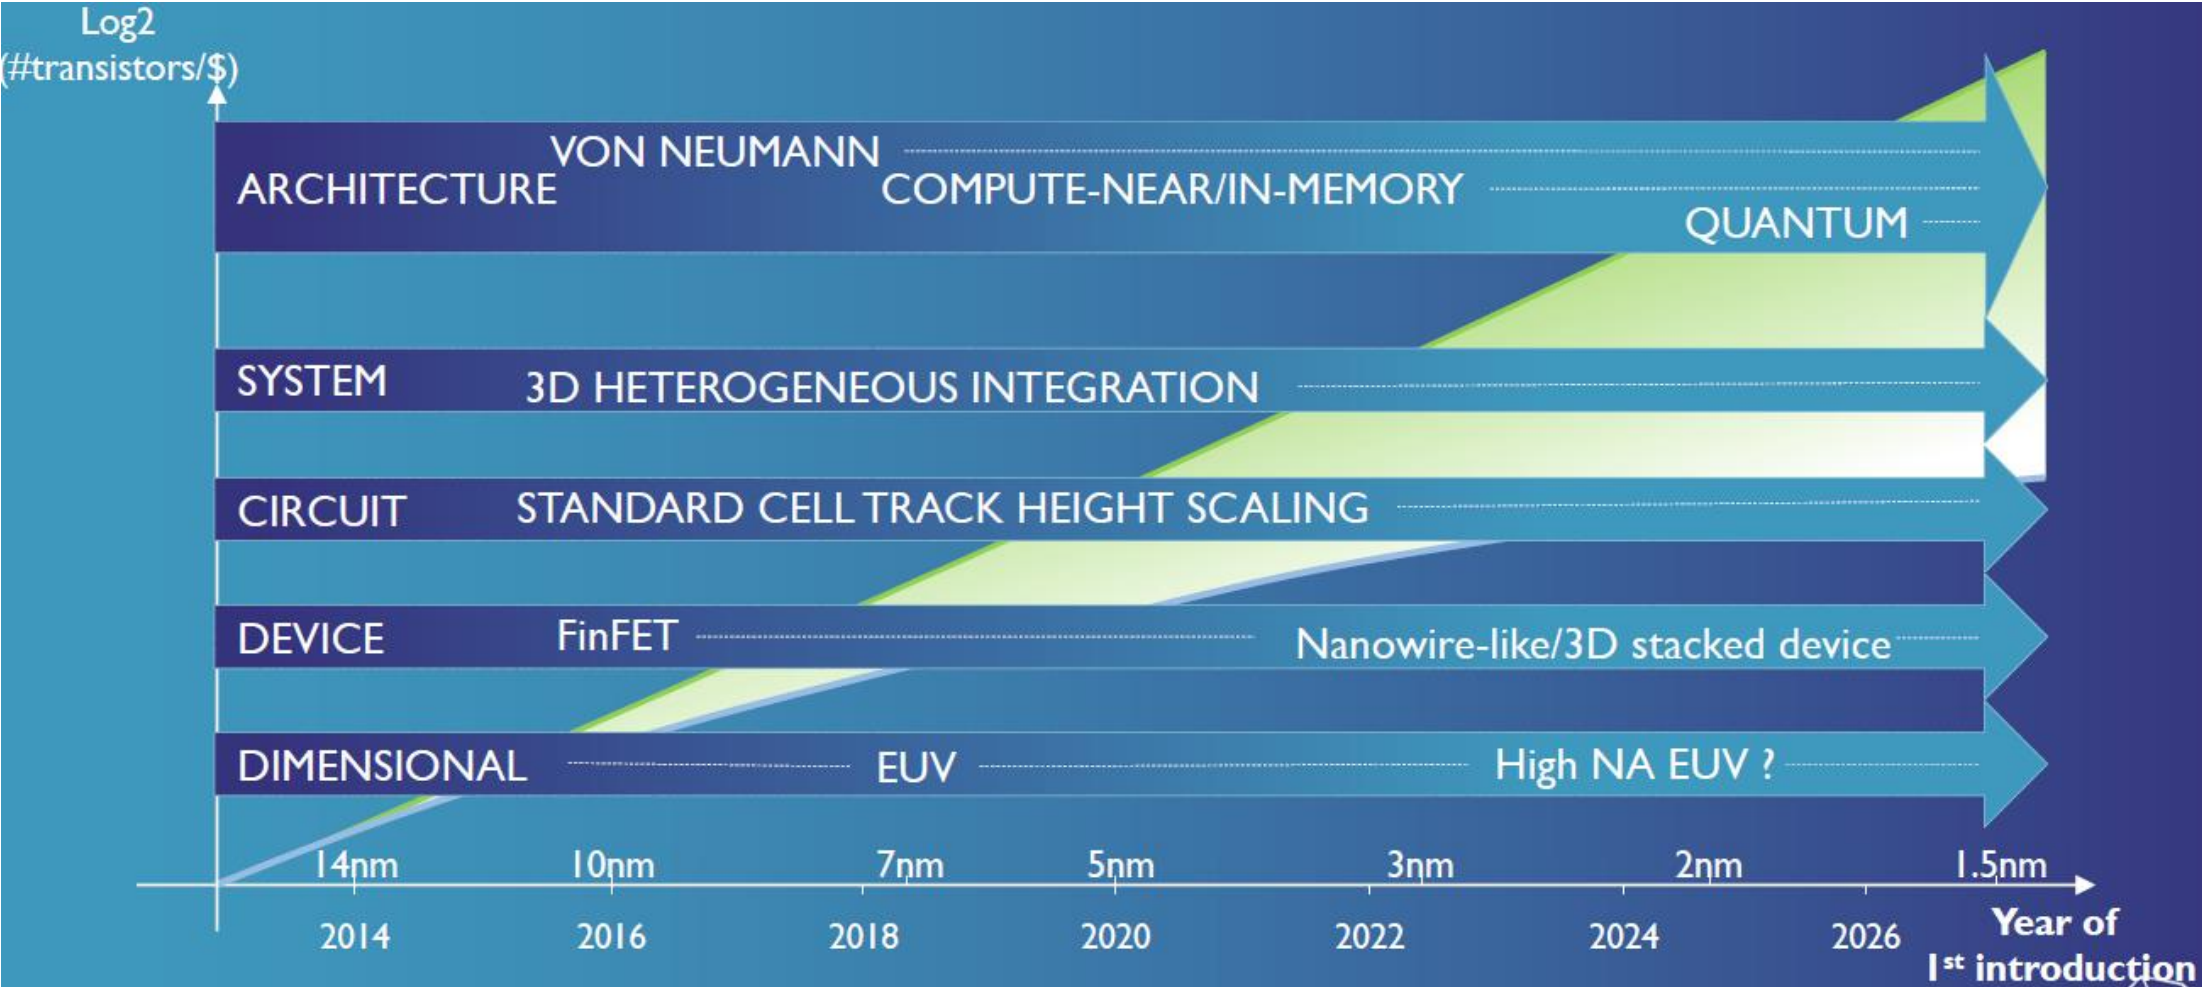 Log2
(#transistors/$)
VON NEUMANN
ARCHITECTURE
COMPUTE-NEAR/IN-MEMORY
QUANTUM
SYSTEM
3D HETEROGENEOUS INTEGRATION
CIRCUIT
STANDARD CELL TRACK HEIGHT SCALING
DEVICE
FinFET
Nanowire-like/3D stacked device
DIMENSIONAL
EUV
High NA EUV ?
14nm
10nm
7nm
5nm
3nm
2nm
1.5nm
2014
2016
2018
2020
2022
2024
2026
Year of
1st introduction